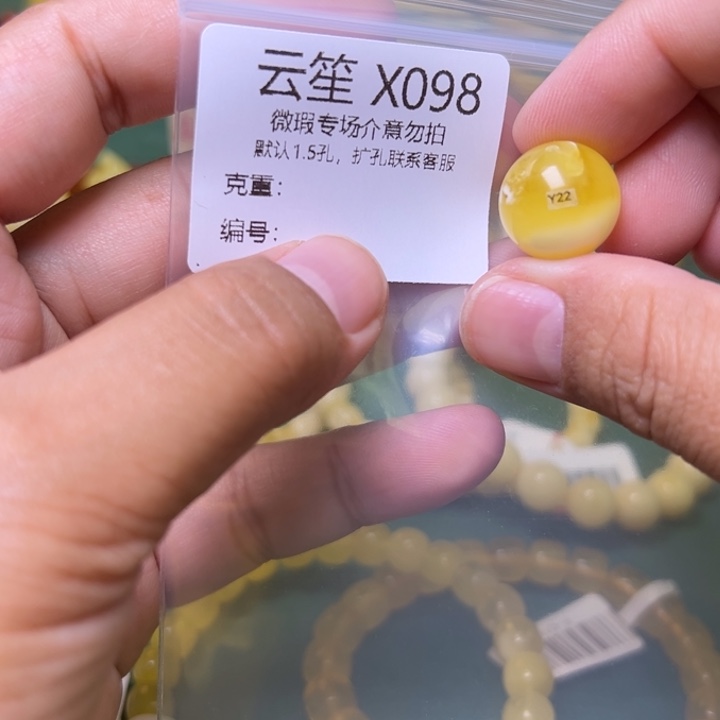 云笙 X098
微瑕专场介意勿拍
默认1.5孔，扩孔联系客服
克重：
编号：
Y22